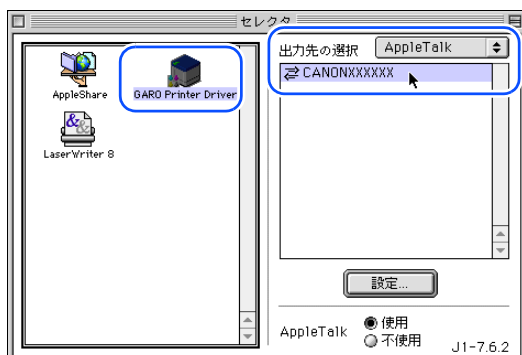 セレクタ
AppleShare
GARO Printer Driver
LaserWriter 8
出力先の選択 AppleTalk
CANONXXXXXX
設定...
AppleTalk
使用
不使用
J1-7.6.2